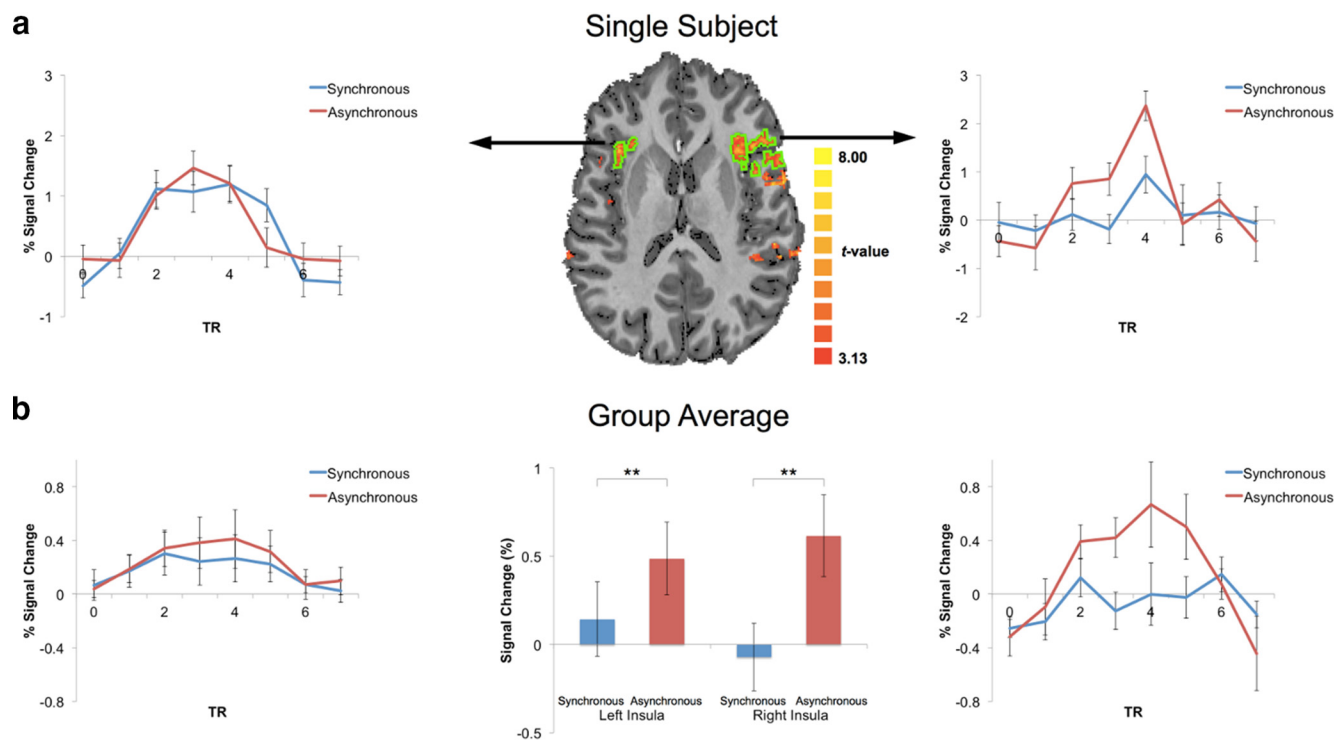 a
Single Subject
3
2
1
0
-1
% Signal Change
0
2
4
6
TR
Synchronous
Asynchronous
8.00
t-value
3.13
3
2
1
0
-1
-2
% Signal Change
0
2
4
6
TR
Synchronous
Asynchronous
b
Group Average
0.8
0.4
0
-0.4
-0.8
% Signal Change
0
2
4
6
TR
Synchronous
Asynchronous
1
0.5
0
-0.5
Signal Change (%)
**
**
Synchronous Asynchronous Synchronous Asynchronous
Left Insula Right Insula
0.8
0.4
0
-0.4
-0.8
% Signal Change
0
2
4
6
TR
Synchronous
Asynchronous